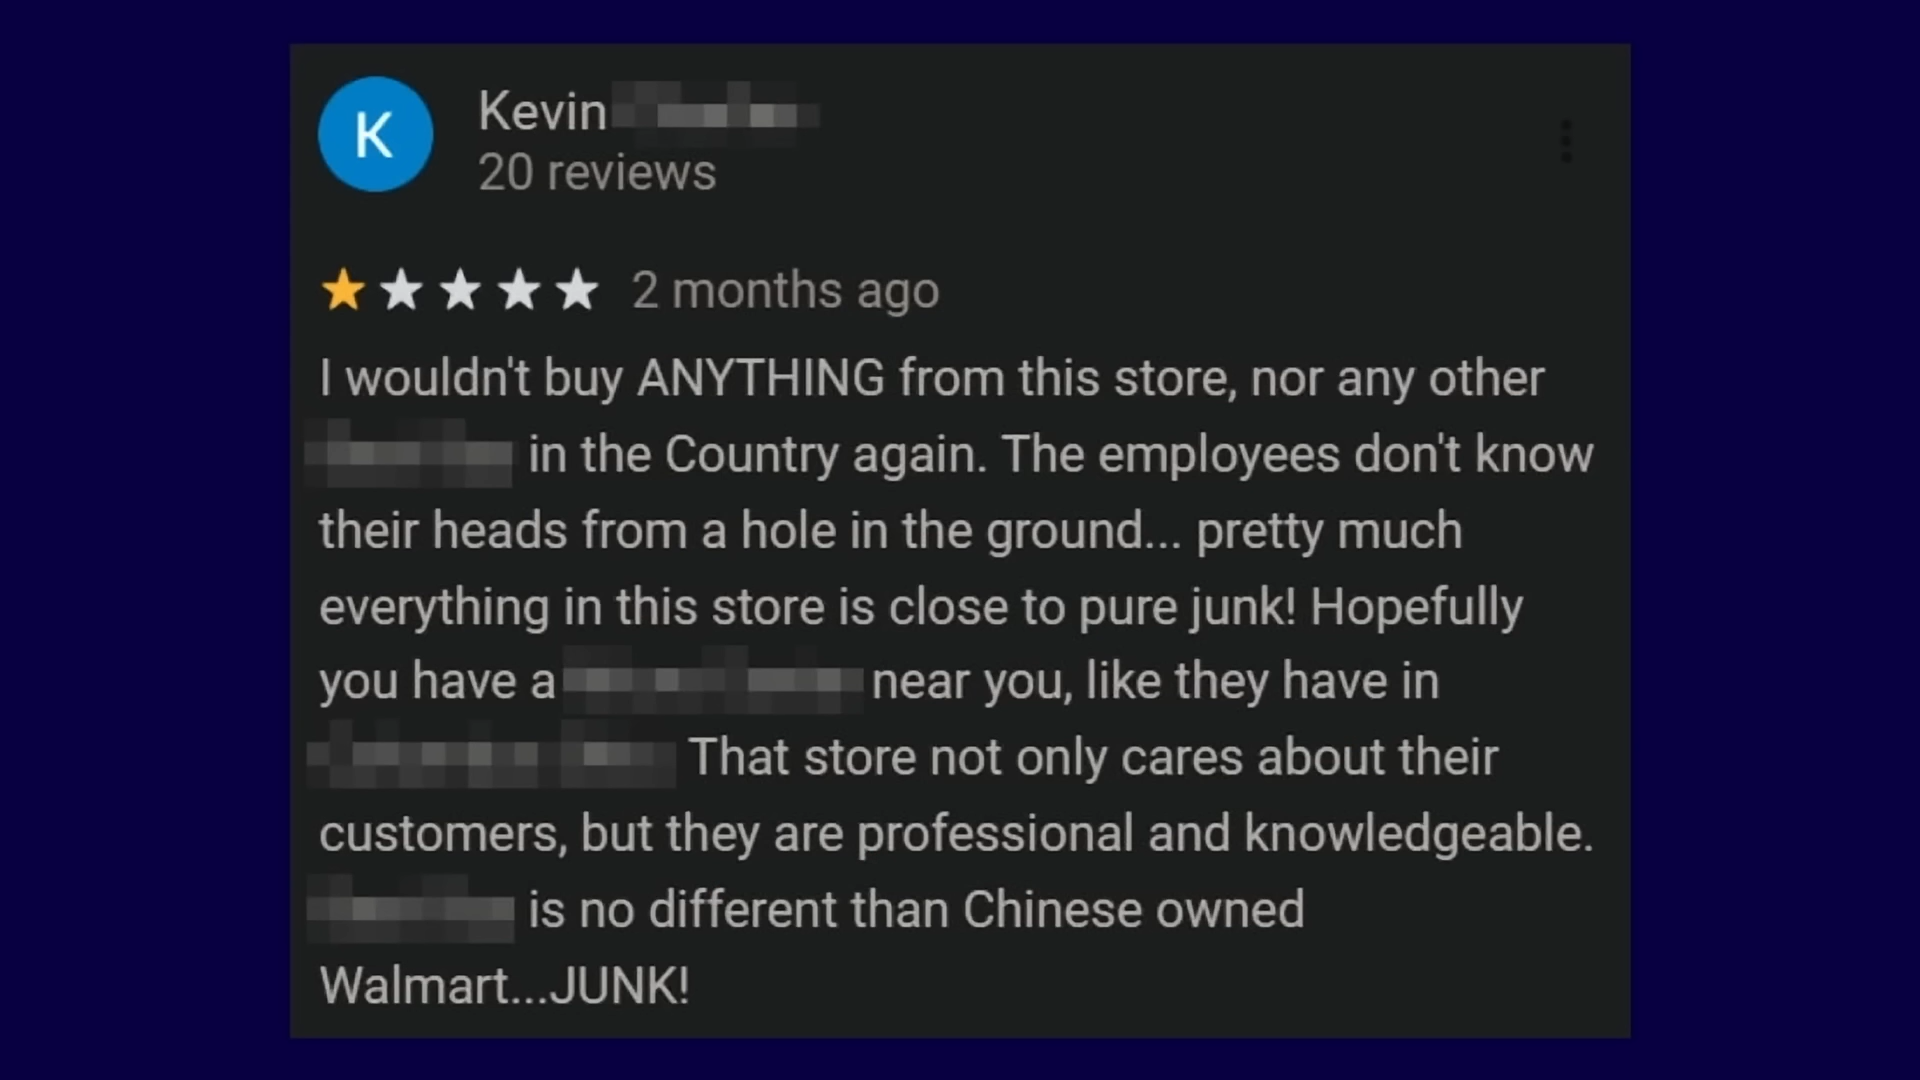 K
Kevin
20 reviews
2 months ago
I wouldn't buy ANYTHING from this store, nor any other
in the Country again. The employees don't know
their heads from a hole in the ground... pretty much
everything in this store is close to pure junk! Hopefully
you have a near you, like they have in
That store not only cares about their
customers, but they are professional and knowledgeable.
is no different than Chinese owned
Walmart...JUNK!